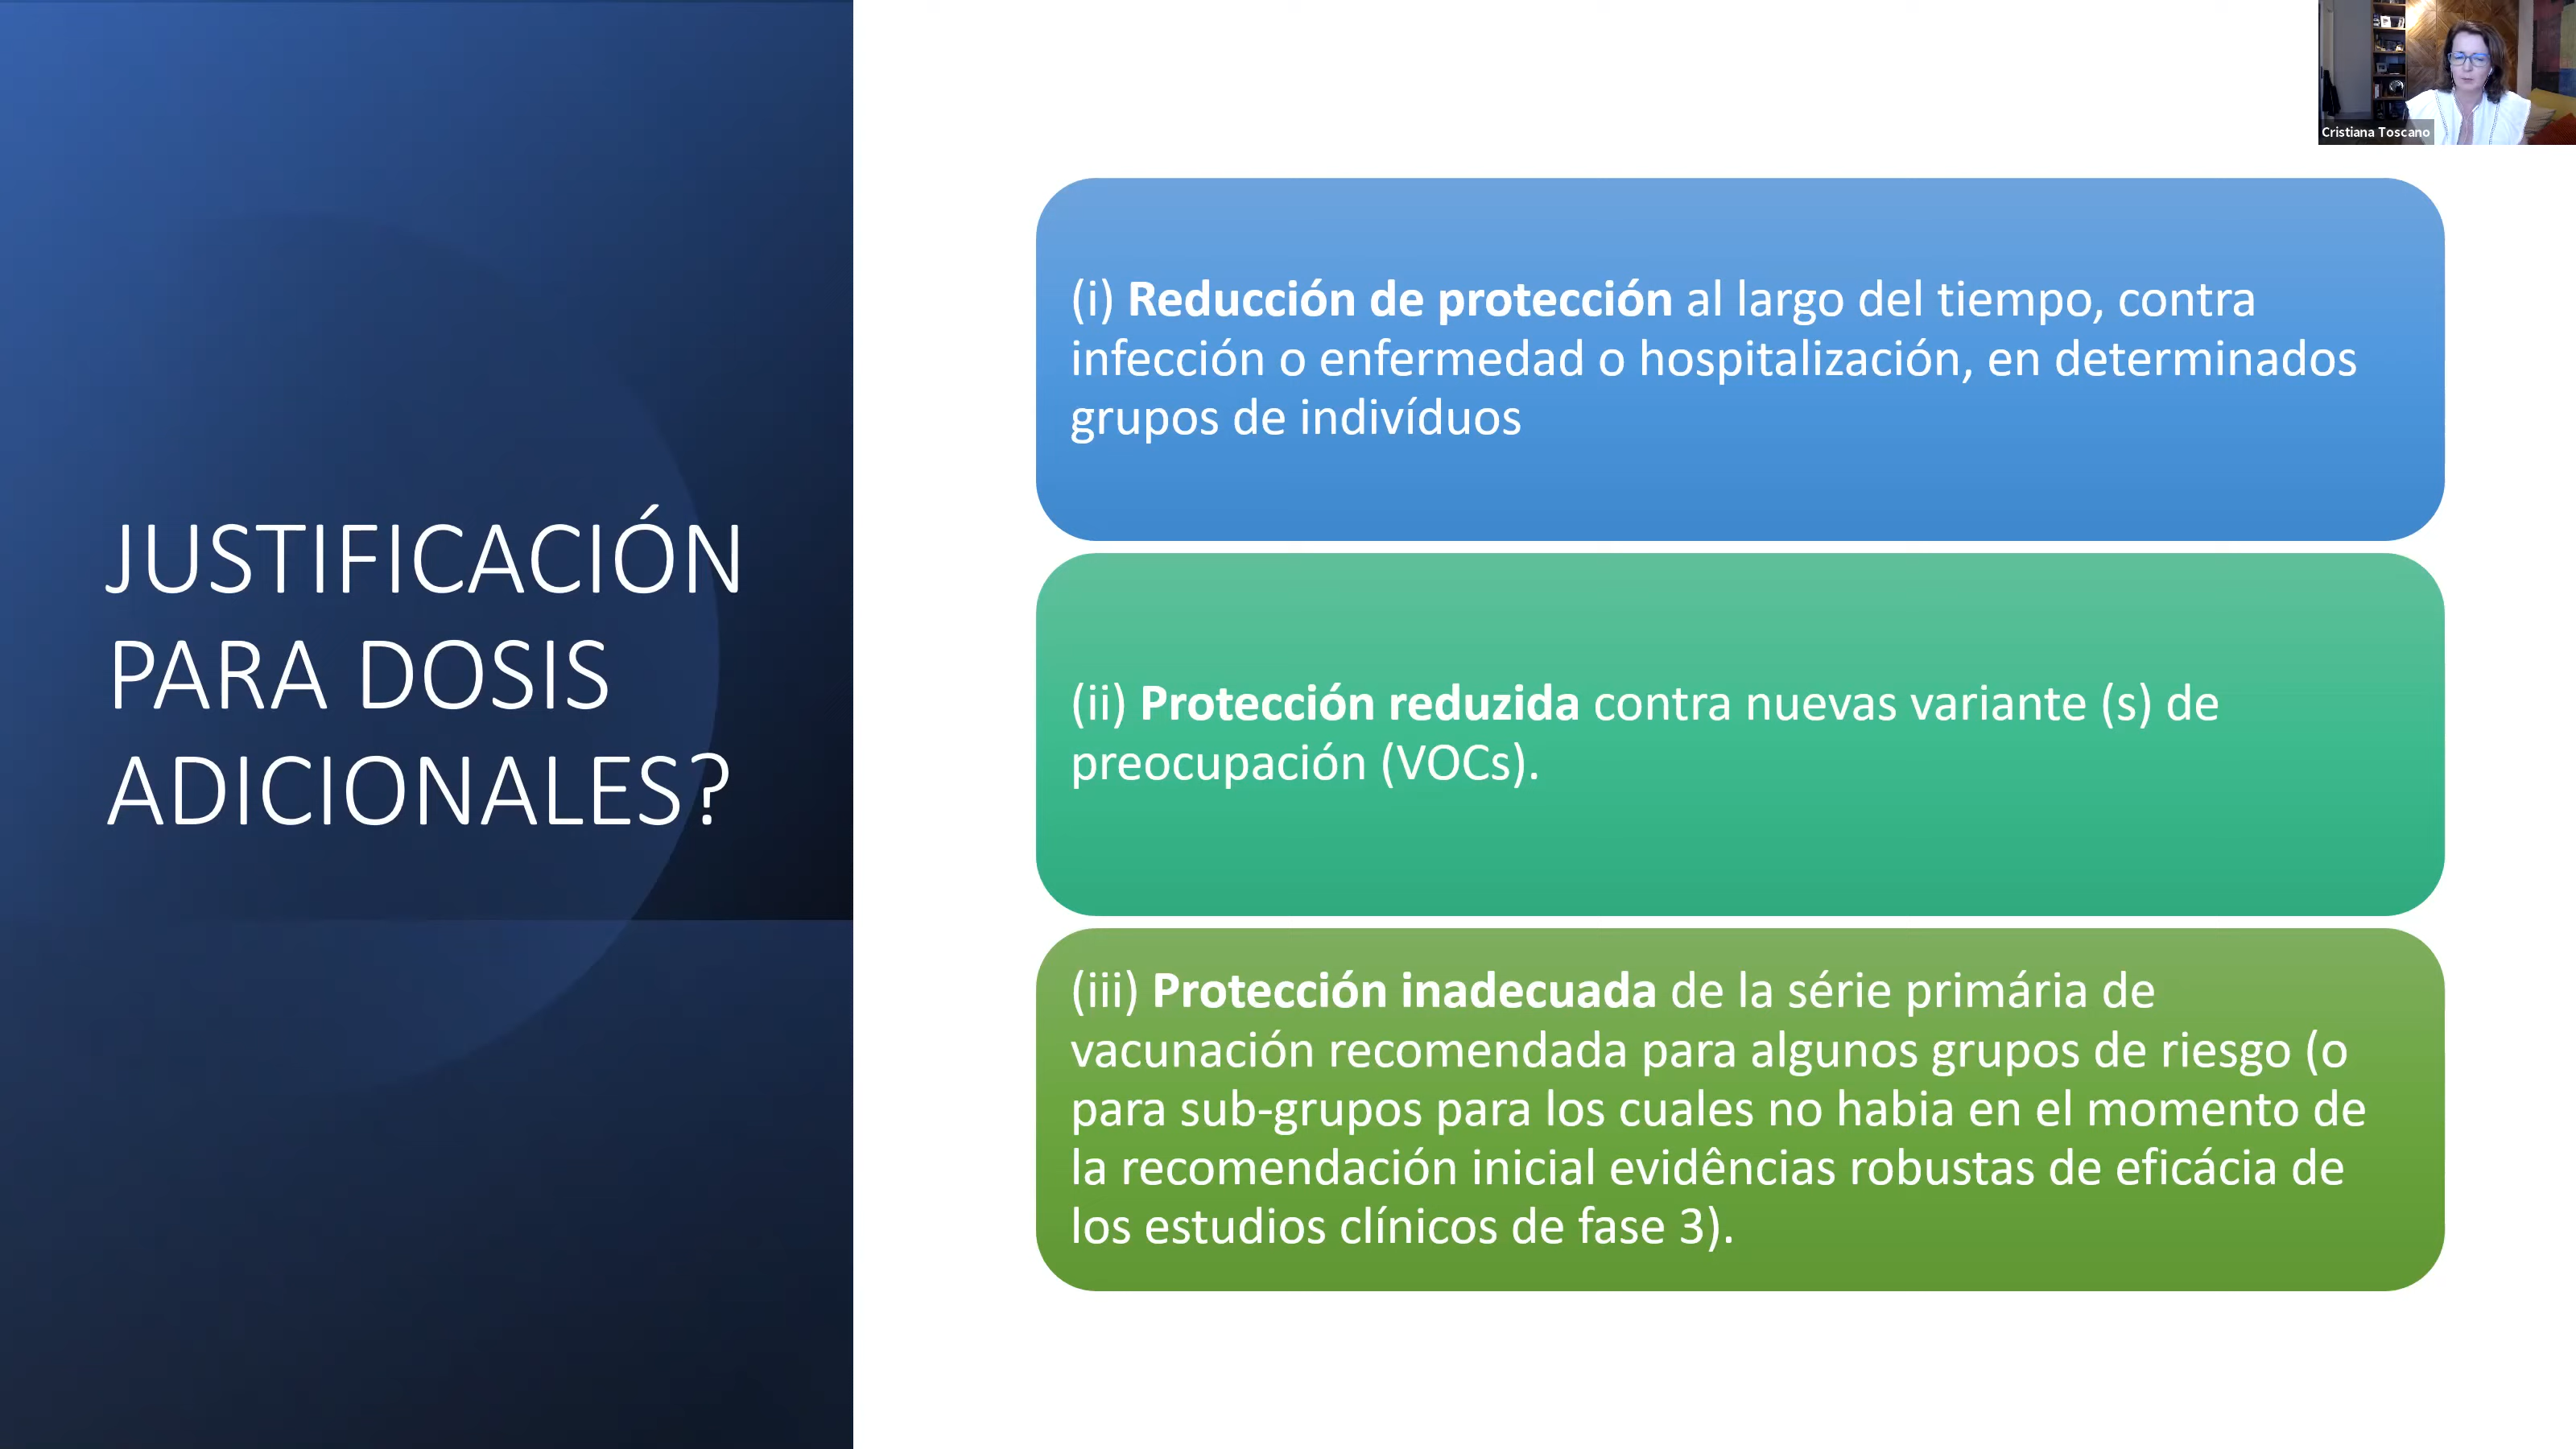 Cristiana Toscano
JUSTIFICACIÓN
PARA DOSIS
ADICIONALES?
(i) Reducción de protección al largo del tiempo, contra
infección o enfermedad o hospitalización, en determinados
grupos de indivíduos
(ii) Protección reduzida contra nuevas variante (s) de
preocupación (VOCs).
(iii) Protección inadecuada de la série primária de
vacunación recomendada para algunos grupos de riesgo (o
para sub-grupos para los cuales no habia en el momento de
la recomendación inicial evidências robustas de eficácia de
los estudios clínicos de fase 3).